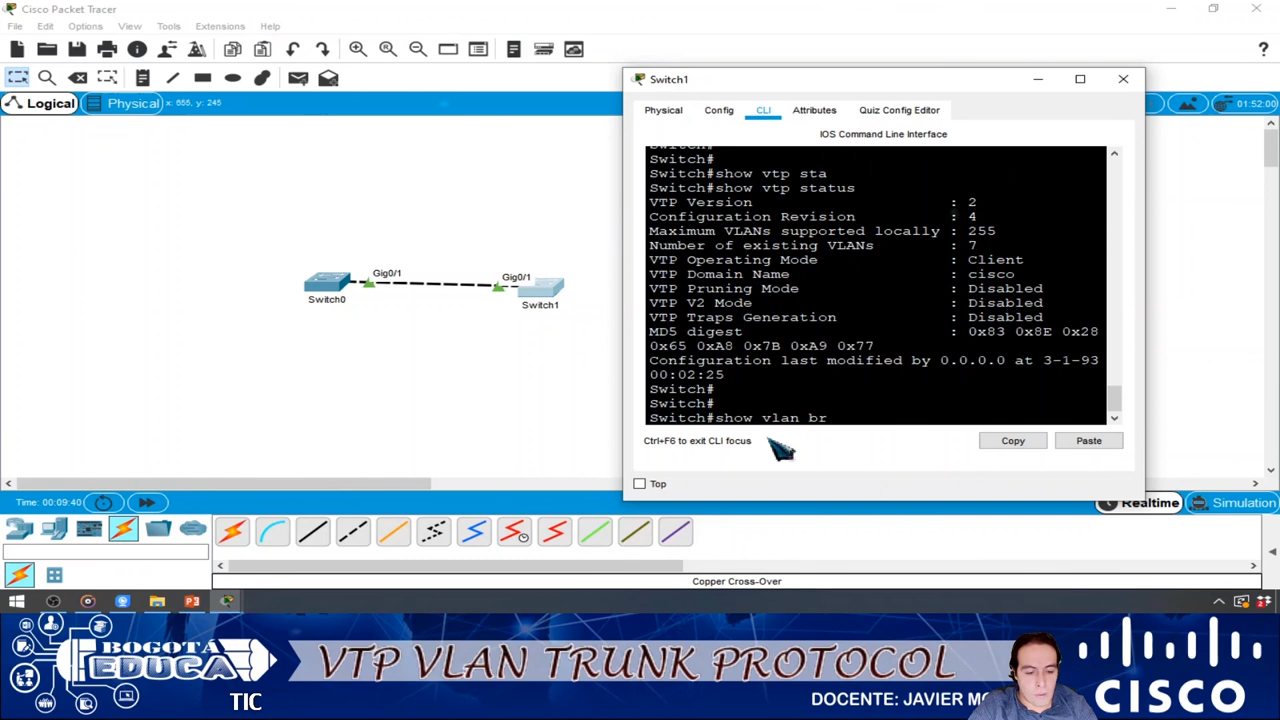 Cisco Packet Tracer
File Edit Options View Tools Extensions Help
Logical
Physical
x: 655, y: 245
01:52:00
Switch1
Physical Config CLI Attributes Quiz Config Editor
IOS Command Line Interface
Switch#
Switch#
Switch#show vtp sta
Switch#show vtp status
VTP Version : 2
Configuration Revision : 4
Maximum VLANs supported locally : 255
Number of existing VLANs : 7
VTP Operating Mode : Client
VTP Domain Name : cisco
VTP Pruning Mode : Disabled
VTP V2 Mode : Disabled
VTP Traps Generation : Disabled
MD5 digest : 0x83 0x8E 0x28
0x65 0xA8 0x7B 0xA9 0x77
Configuration last modified by 0.0.0.0 at 3-1-93
00:02:25
Switch#
Switch#
Switch#show vlan br
Ctrl+F6 to exit CLI focus
Copy
Paste
Top
Gig0/1
Gig0/1
Switch0
Switch1
Time: 00:09:40
Realtime
Simulation
Copper Cross-Over
BOGOTÁ
EDUCA
TIC
VTP VLAN TRUNK PROTOCOL
DOCENTE: JAVIER
CISCO